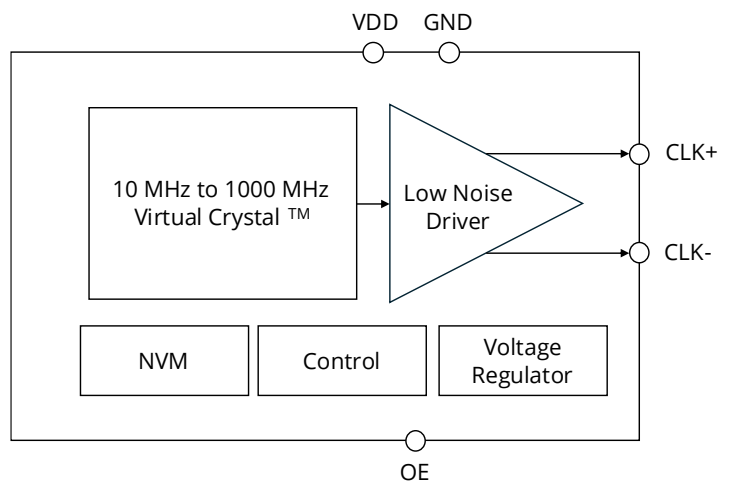 VDD GND
CLK+
10 MHz to 1000 MHz
Virtual Crystal ™
Low Noise
Driver
CLK-
NVM
Control
Voltage
Regulator
OE